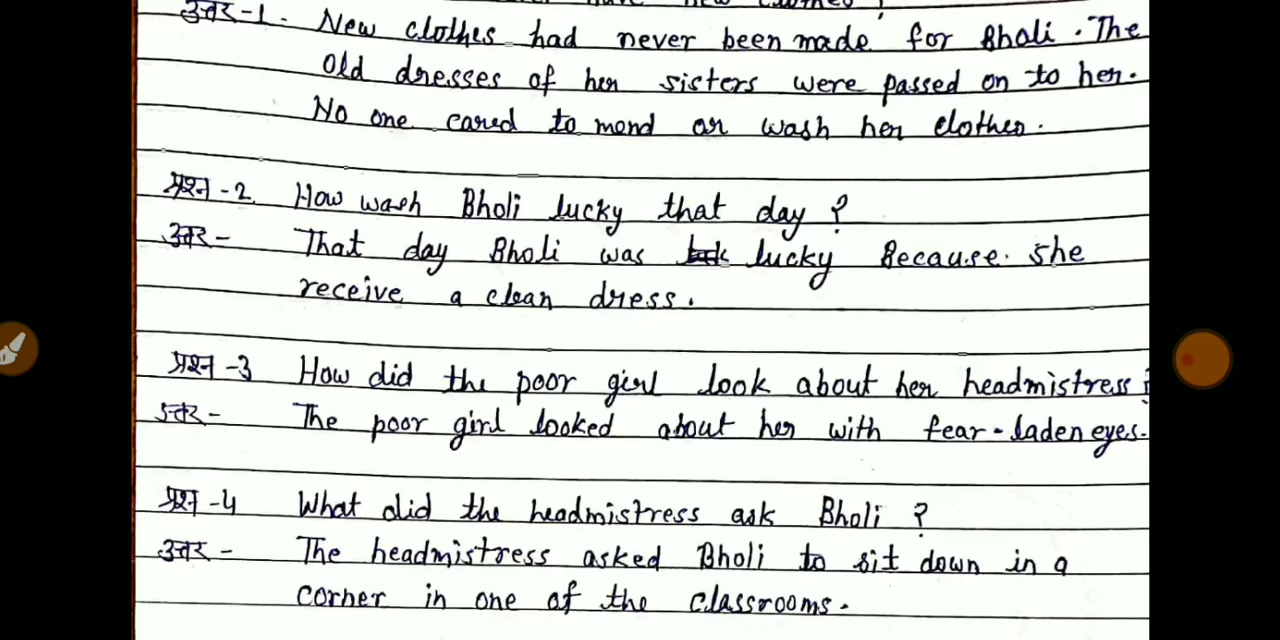 have new clothes ?
उत्तर-1. New clothes had never been made for Bholi. The
Old dresses of her sisters were passed on to her.
No one cared to mend or wash her clothes.
प्रश्न-2. How wash Bholi lucky that day ?
उत्तर- That day Bholi was lucky Because. she
receive a clean dress.
प्रश्न-3 How did the poor girl look about her headmistress ?
उत्तर- The poor girl looked about her with fear-laden eyes.
प्रश्न-4 What did the headmistress ask Bholi ?
उत्तर- The headmistress asked Bholi to sit down in a
corner in one of the classrooms.